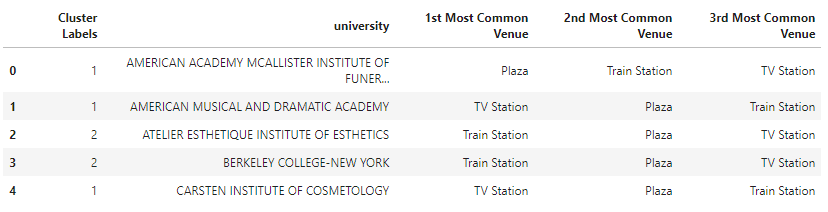 Cluster Labels university 1st Most Common Venue 2nd Most Common Venue 3rd Most Common Venue
0 1 AMERICAN ACADEMY MCALLISTER INSTITUTE OF FUNER... Plaza Train Station TV Station
1 1 AMERICAN MUSICAL AND DRAMATIC ACADEMY TV Station Plaza Train Station
2 2 ATELIER ESTHETIQUE INSTITUTE OF ESTHETICS Train Station Plaza TV Station
3 2 BERKELEY COLLEGE-NEW YORK Train Station Plaza TV Station
4 1 CARSTEN INSTITUTE OF COSMETOLOGY TV Station Plaza Train Station